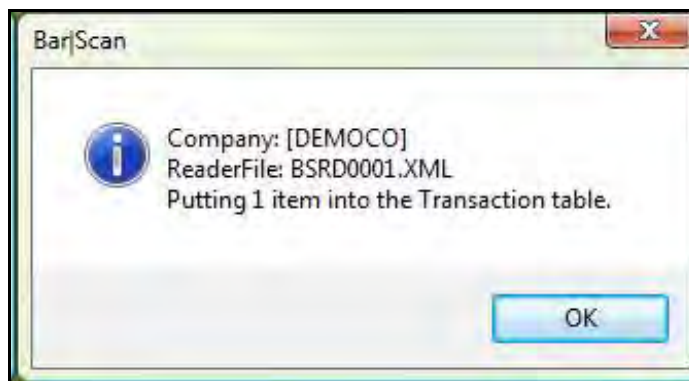 Bar|Scan
Company: [DEMOCO]
ReaderFile: BSRD0001.XML
Putting 1 item into the Transaction table.
OK